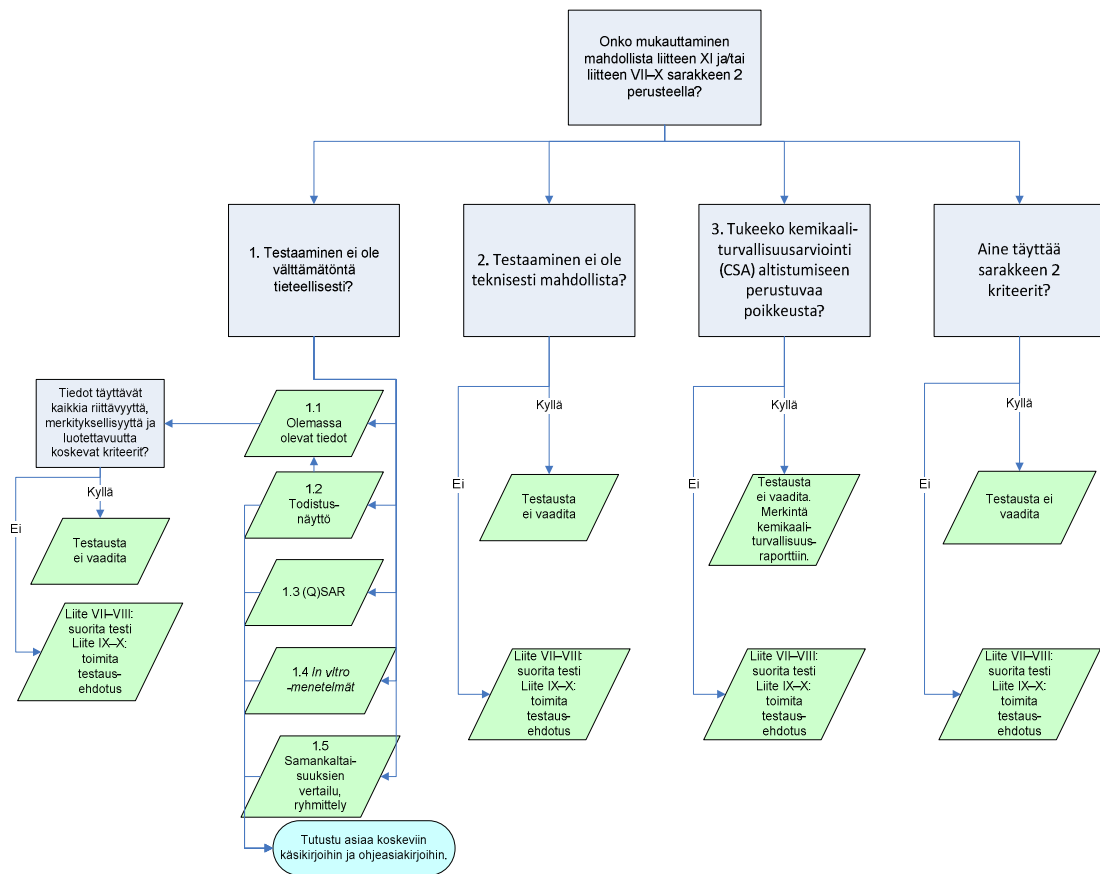 Onko mukauttaminen
mahdollista liitteen XI ja/tai
liitteen VII–X sarakkeen 2
perusteella?
1. Testaaminen ei ole
välttämätöntä
tieteellisesti?
2. Testaaminen ei ole
teknisesti mahdollista?
3. Tukeeko kemikaali-
turvallisuusarviointi
(CSA) altistumiseen
perustuvaa
poikkeusta?
Aine täyttää
sarakkeen 2
kriteerit?
Tiedot täyttävät
kaikkia riittävyyttä,
merkityksellisyyttä ja
luotettavuutta
koskevat kriteerit?
1.1
Olemassa
olevat tiedot
Kyllä
Kyllä
Kyllä
1.2
Todistus-
näyttö
Ei
Ei
Ei
Kyllä
Ei
Testausta
ei vaadita
Testausta
ei vaadita
Testausta
ei vaadita.
Merkintä
kemikaali-
turvallisuus-
raporttiin.
Testausta ei
vaadita
1.3 (Q)SAR
Liite VII–VIII:
suorita testi
Liite IX–X:
toimita
testaus-
ehdotus
1.4 In vitro
-menetelmät
Liite VII–VIII:
suorita testi
Liite IX–X:
toimita
testaus-
ehdotus
Liite VII–VIII:
suorita testi
Liite IX–X:
toimita
testaus-
ehdotus
Liite VII–VIII:
suorita testi
Liite IX–X:
toimita
testaus-
ehdotus
1.5
Samankaltai-
suuksien
vertailu,
ryhmittely
Tutustu asiaa koskeviin
käsikirjoihin ja ohjeasiakirjoihin.